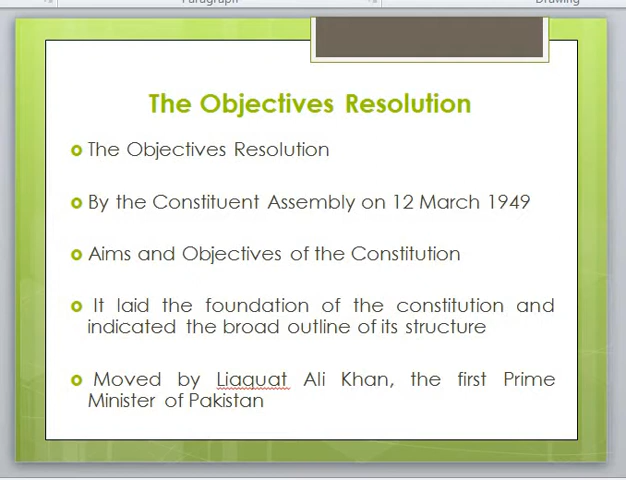 Paragraph
Drawing
The Objectives Resolution
The Objectives Resolution
By the Constituent Assembly on 12 March 1949
Aims and Objectives of the Constitution
It laid the foundation of the constitution and
indicated the broad outline of its structure
Moved by Liaquat Ali Khan, the first Prime
Minister of Pakistan